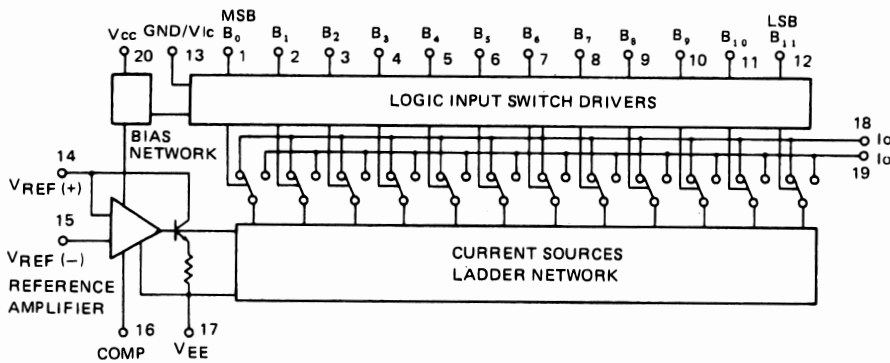 MSB LSB
Vcc GND/Vlc B0 B1 B2 B3 B4 B5 B6 B7 B8 B9 B10 B11
20 13 1 2 3 4 5 6 7 8 9 10 11 12
LOGIC INPUT SWITCH DRIVERS
BIAS
NETWORK
18
Io
Io
19
14
VREF (+)
15
VREF (−)
REFERENCE
AMPLIFIER
CURRENT SOURCES
LADDER NETWORK
16 17
COMP VEE